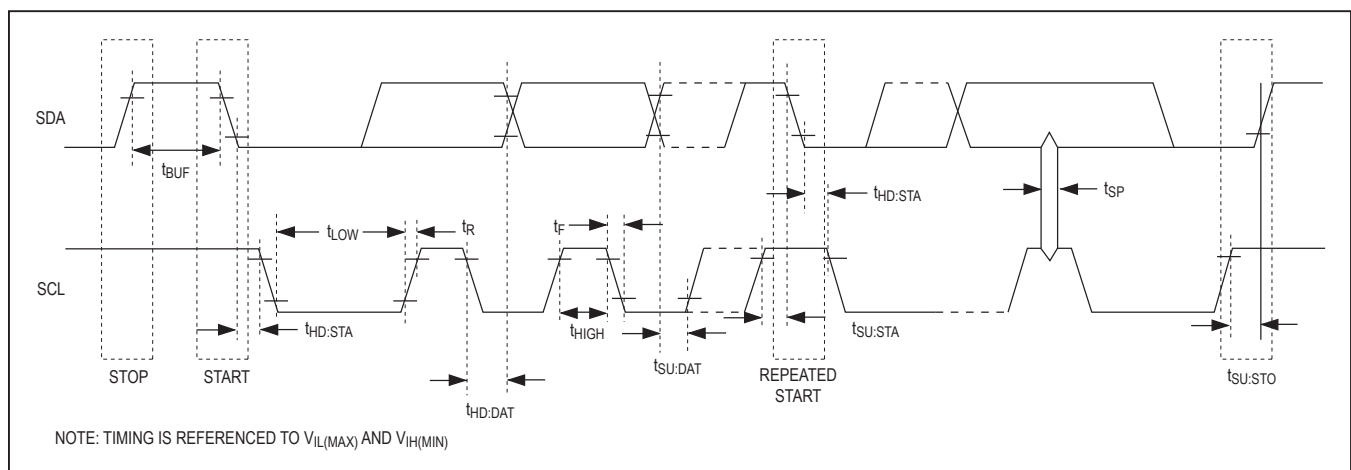 SDA
tBUF
tHD:STA
tSP
tLOW
tR
tF
SCL
tHD:STA
tHIGH
tSU:STA
tSU:DAT
STOP
START
REPEATED
START
tSU:STO
tHD:DAT
NOTE: TIMING IS REFERENCED TO VIL(MAX) AND VIH(MIN)